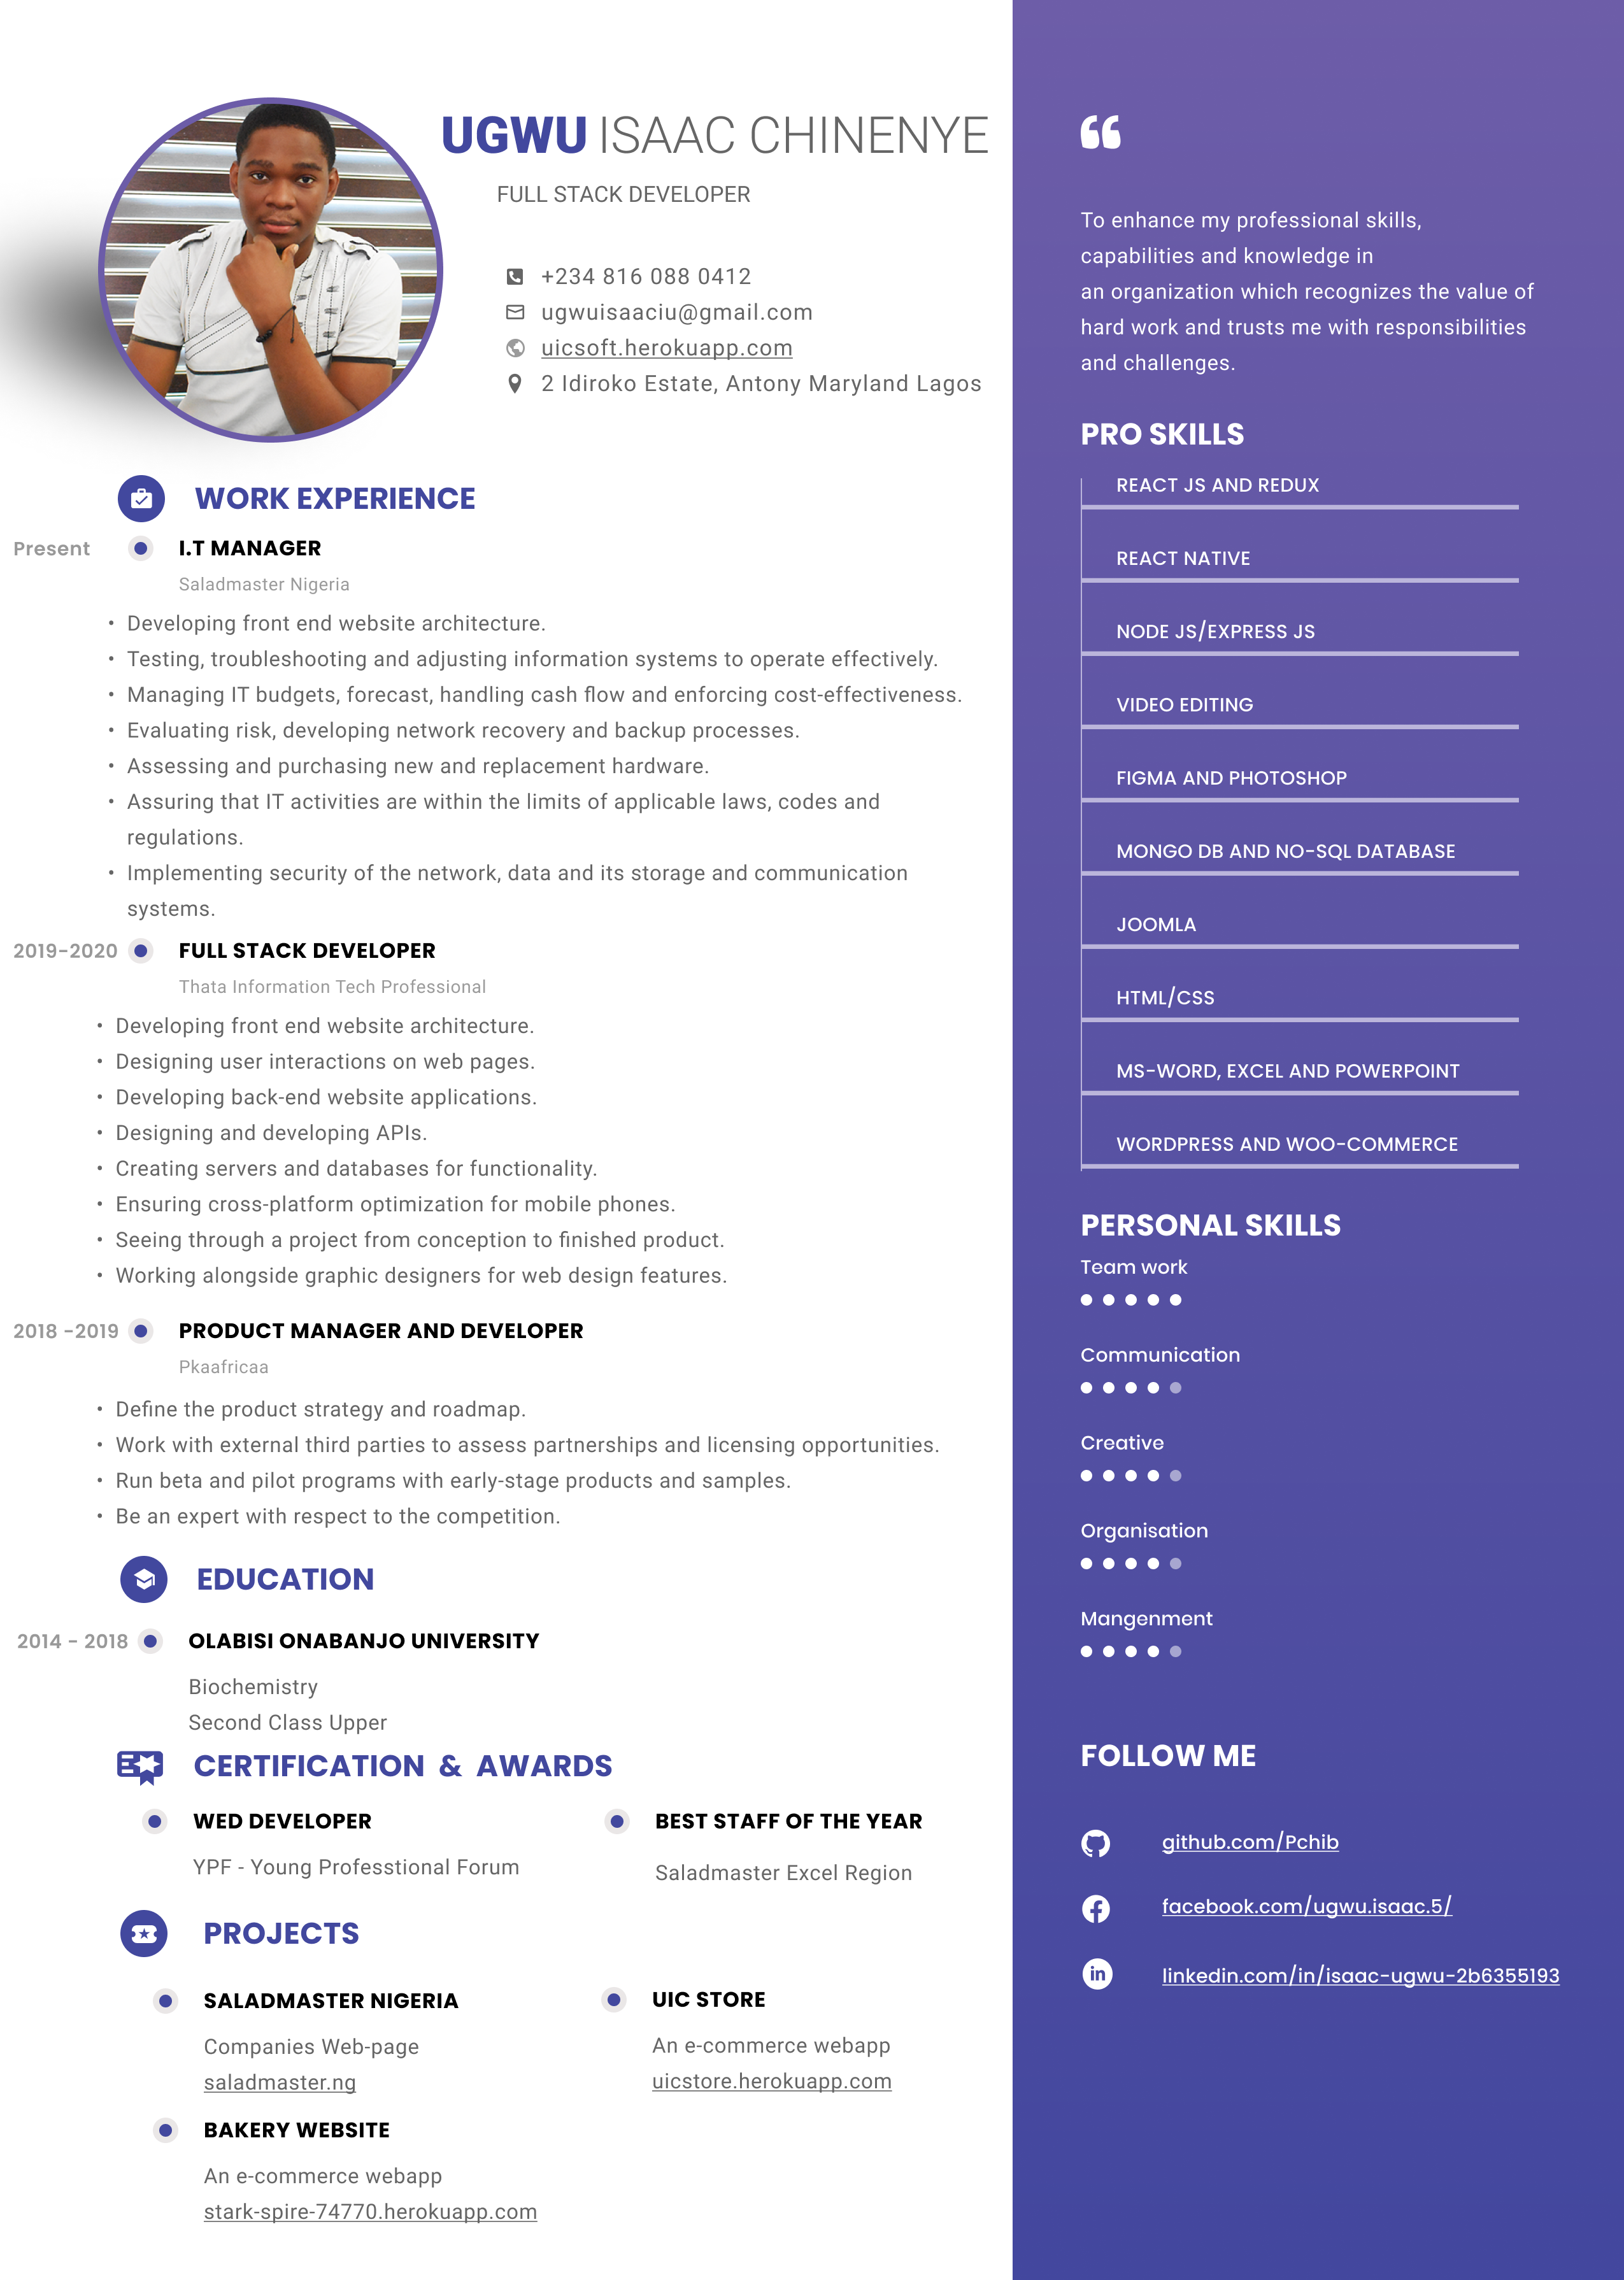 UGWU ISAAC CHINENYE
FULL STACK DEVELOPER
+234 816 088 0412
ugwuisaaciu@gmail.com
uicsoft.herokuapp.com
2 Idiroko Estate, Antony Maryland Lagos
WORK EXPERIENCE
Present
I.T MANAGER
Saladmaster Nigeria
• Developing front end website architecture.
• Testing, troubleshooting and adjusting information systems to operate effectively.
• Managing IT budgets, forecast, handling cash flow and enforcing cost-effectiveness.
• Evaluating risk, developing network recovery and backup processes.
• Assessing and purchasing new and replacement hardware.
• Assuring that IT activities are within the limits of applicable laws, codes and
regulations.
• Implementing security of the network, data and its storage and communication
systems.
2019-2020
FULL STACK DEVELOPER
Thata Information Tech Professional
• Developing front end website architecture.
• Designing user interactions on web pages.
• Developing back-end website applications.
• Designing and developing APIs.
• Creating servers and databases for functionality.
• Ensuring cross-platform optimization for mobile phones.
• Seeing through a project from conception to finished product.
• Working alongside graphic designers for web design features.
2018 -2019
PRODUCT MANAGER AND DEVELOPER
Pkaafricaa
• Define the product strategy and roadmap.
• Work with external third parties to assess partnerships and licensing opportunities.
• Run beta and pilot programs with early-stage products and samples.
• Be an expert with respect to the competition.
EDUCATION
2014 - 2018
OLABISI ONABANJO UNIVERSITY
Biochemistry
Second Class Upper
CERTIFICATION & AWARDS
WED DEVELOPER
YPF - Young Professtional Forum
BEST STAFF OF THE YEAR
Saladmaster Excel Region
PROJECTS
SALADMASTER NIGERIA
Companies Web-page
saladmaster.ng
UIC STORE
An e-commerce webapp
uicstore.herokuapp.com
BAKERY WEBSITE
An e-commerce webapp
stark-spire-74770.herokuapp.com
“
To enhance my professional skills,
capabilities and knowledge in
an organization which recognizes the value of
hard work and trusts me with responsibilities
and challenges.
PRO SKILLS
REACT JS AND REDUX
REACT NATIVE
NODE JS/EXPRESS JS
VIDEO EDITING
FIGMA AND PHOTOSHOP
MONGO DB AND NO-SQL DATABASE
JOOMLA
HTML/CSS
MS-WORD, EXCEL AND POWERPOINT
WORDPRESS AND WOO-COMMERCE
PERSONAL SKILLS
Team work
Communication
Creative
Organisation
Mangenment
FOLLOW ME
github.com/Pchib
facebook.com/ugwu.isaac.5/
linkedin.com/in/isaac-ugwu-2b6355193